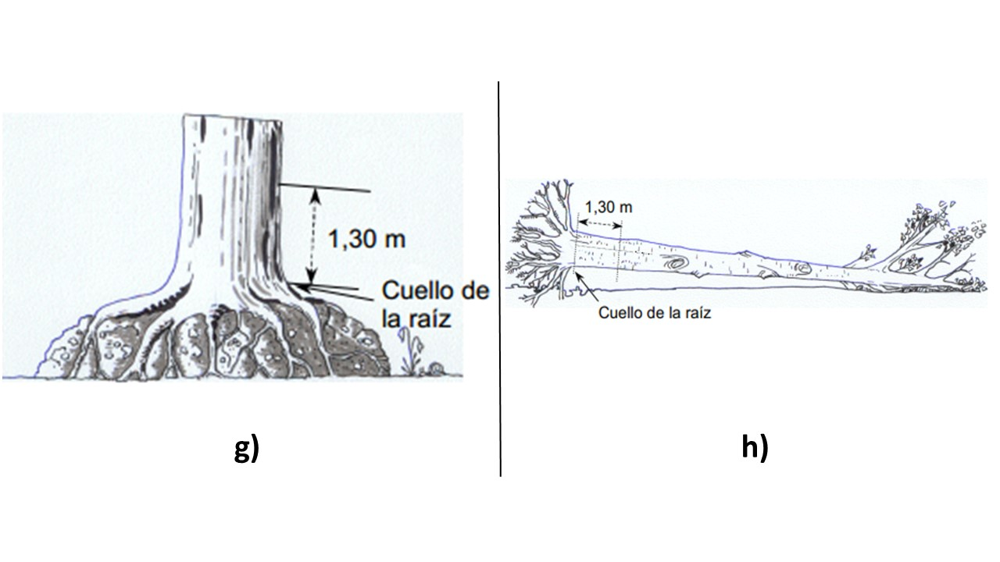 1,30 m
Cuello de
la raíz
g)
1,30 m
Cuello de la raíz
h)